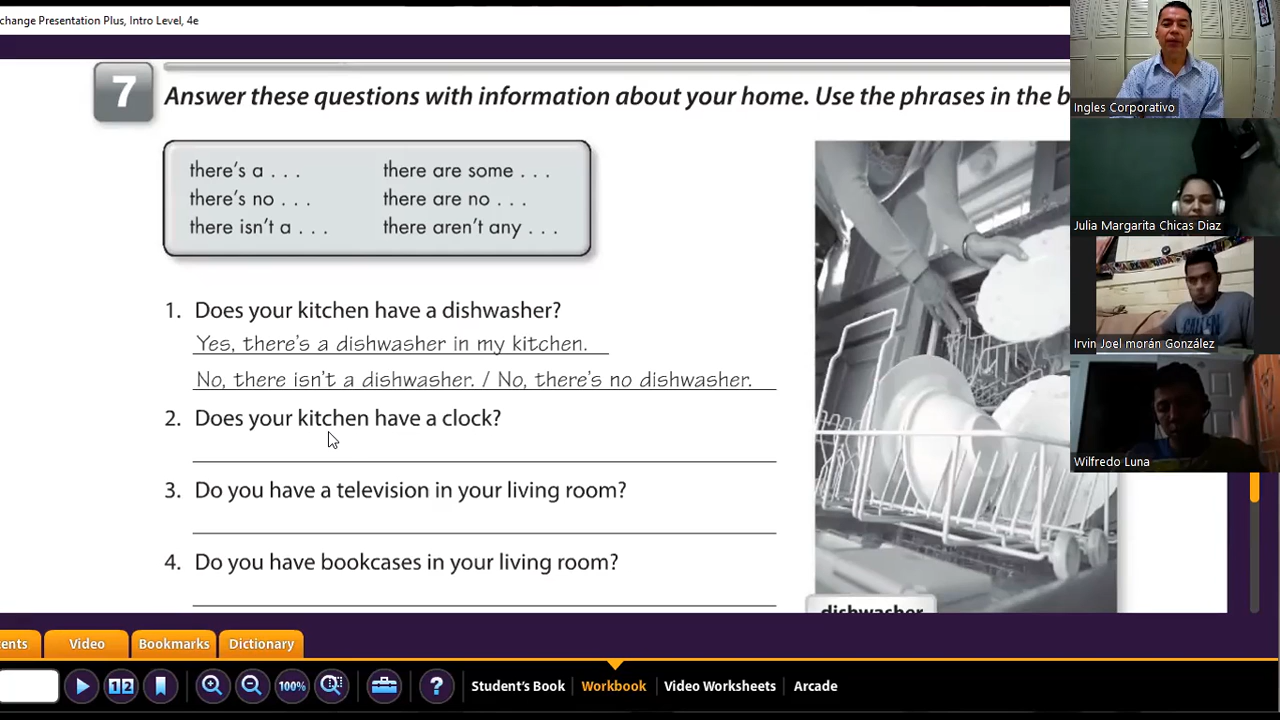 change Presentation Plus, Intro Level, 4e
7
Answer these questions with information about your home. Use the phrases in the b
there's a . . .
there are some . . .
there's no . . .
there are no . . .
there isn't a . . .
there aren't any . . .
1. Does your kitchen have a dishwasher?
Yes, there's a dishwasher in my kitchen.
No, there isn't a dishwasher. / No, there's no dishwasher.
2. Does your kitchen have a clock?
3. Do you have a television in your living room?
4. Do you have bookcases in your living room?
dishwasher
Ingles Corporativo
Julia Margarita Chicas Diaz
Irvin Joel morán González
Wilfredo Luna
ents
Video
Bookmarks
Dictionary
12
100%
?
Student's Book
Workbook
Video Worksheets
Arcade